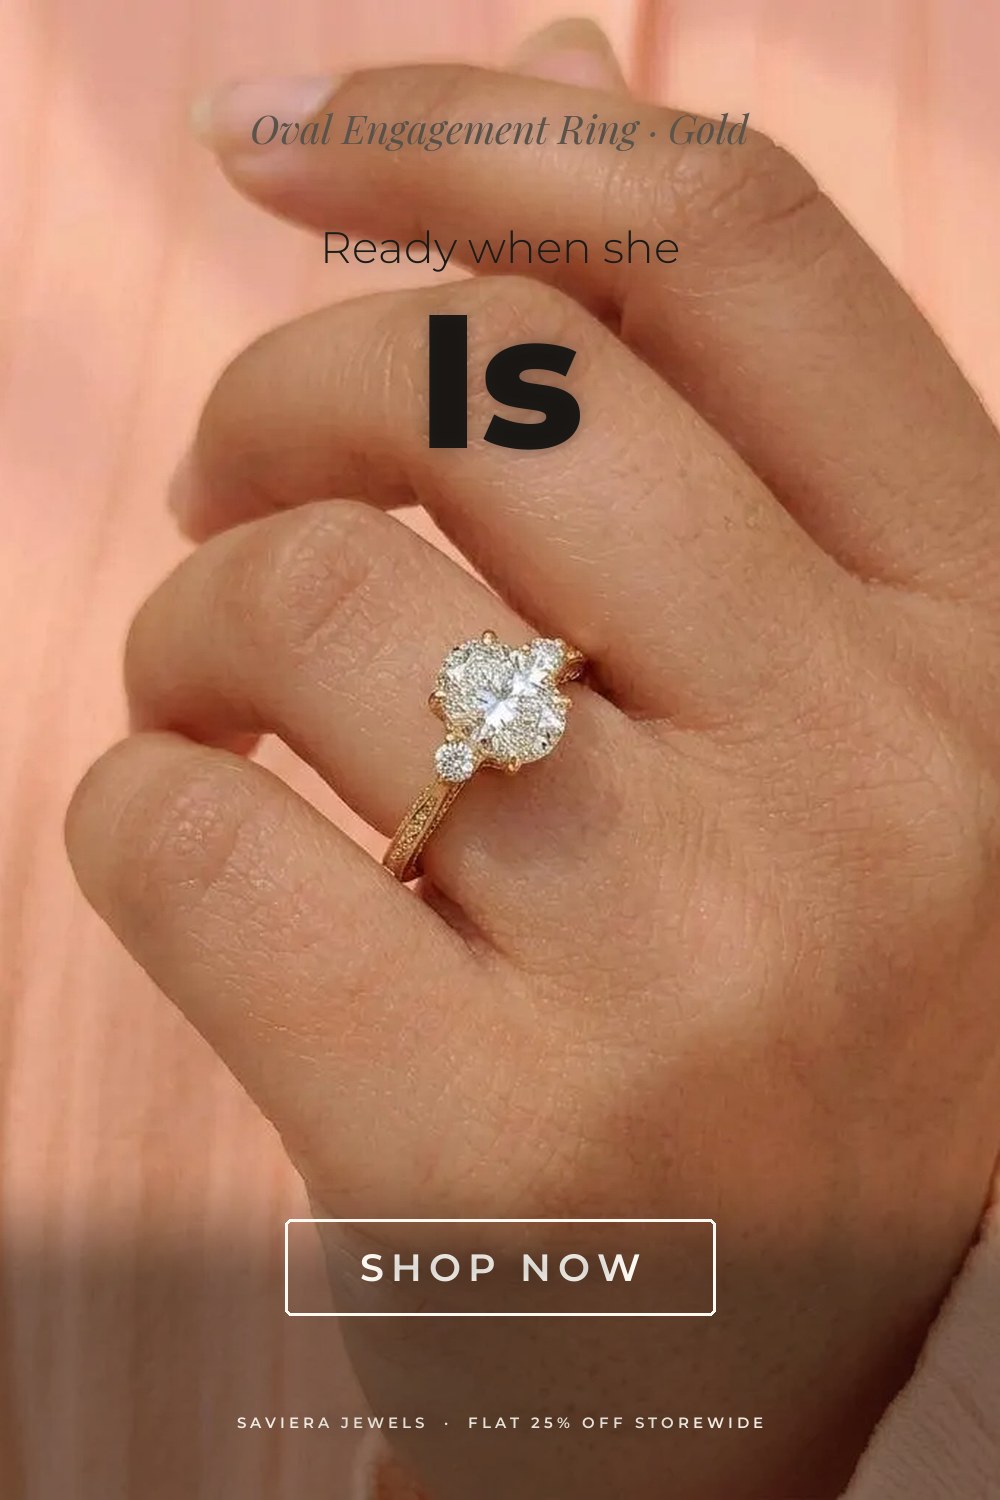 Oval Engagement Ring · Gold
Ready when she
Is
SHOP NOW
SAVIERA JEWELS · FLAT 25% OFF STOREWIDE